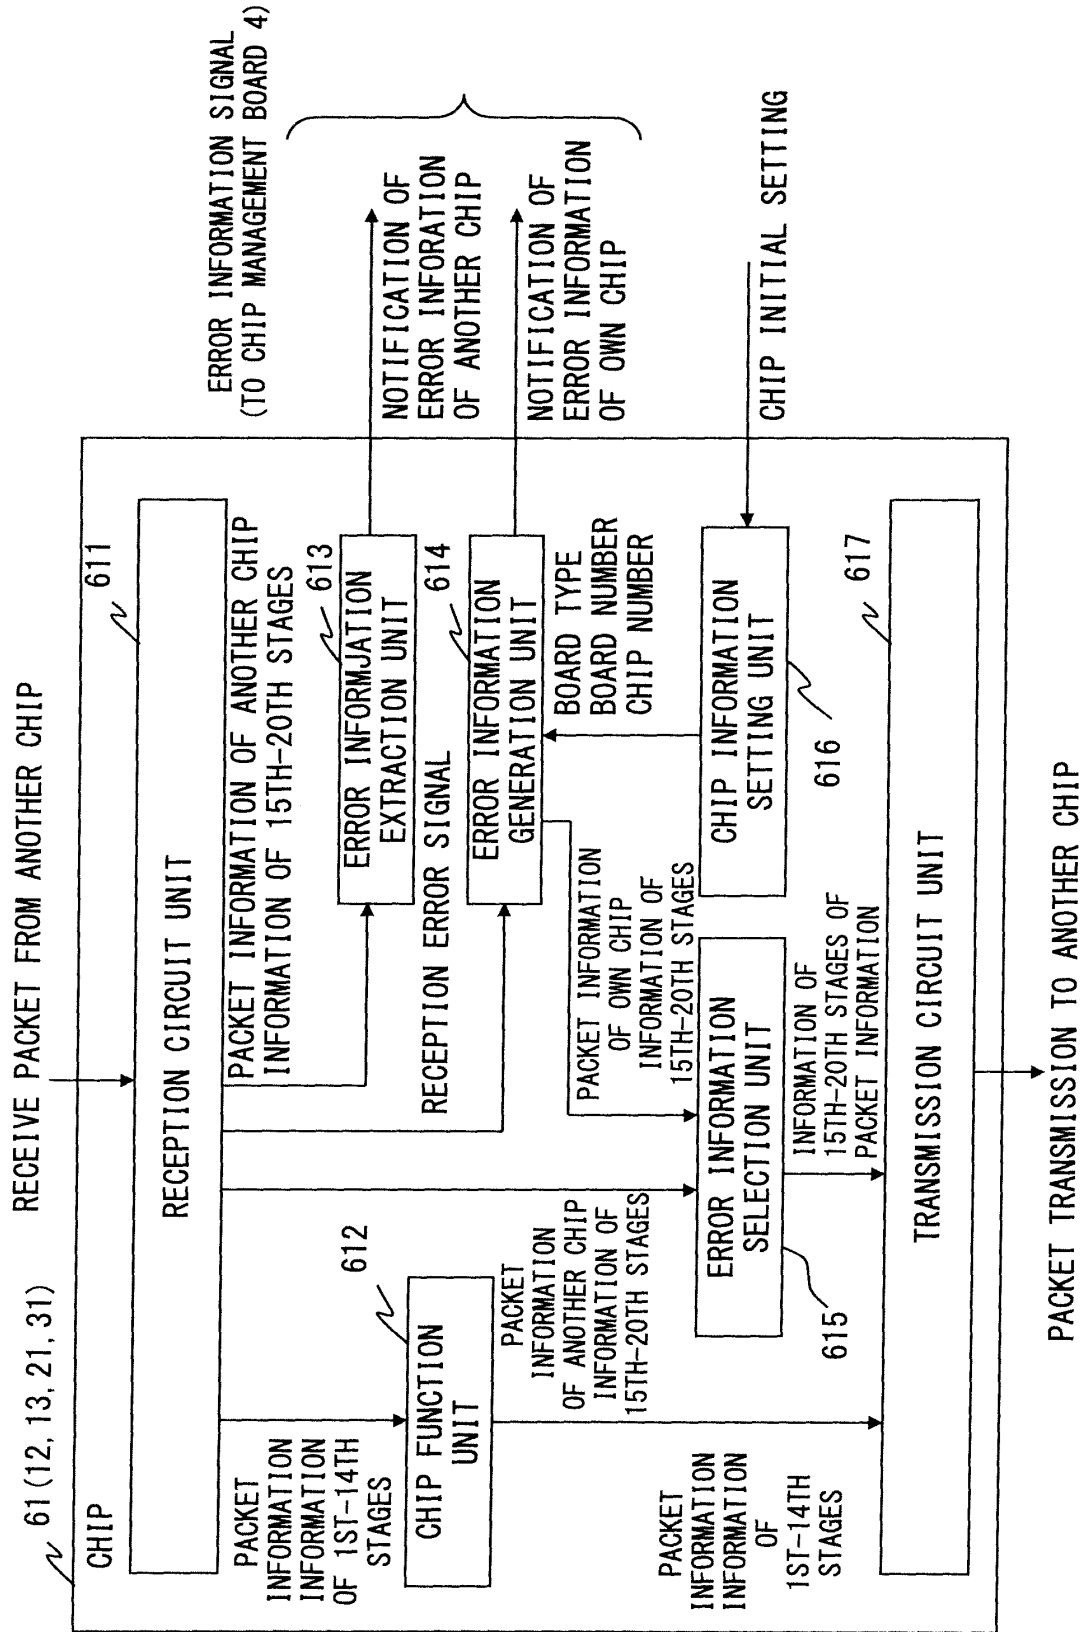 61(12, 13, 21, 31)
RECEIVE PACKET FROM ANOTHER CHIP
CHIP
611
RECEPTION CIRCUIT UNIT
PACKET
INFORMATION
INFORMATION
OF 1ST-14TH
STAGES
612
CHIP FUNCTION
UNIT
PACKET INFORMATION OF ANOTHER CHIP
INFORMATION OF 15TH-20TH STAGES
613
ERROR INFORMJATION
EXTRACTION UNIT
RECEPTION ERROR SIGNAL
614
ERROR INFORMATION
GENERATION UNIT
ERROR INFORMATION SIGNAL
(TO CHIP MANAGEMENT BOARD 4)
NOTIFICATION OF
ERROR INFORATION
OF ANOTHER CHIP
NOTIFICATION OF
ERROR INFORMATION
OF OWN CHIP
PACKET
INFORMATION
OF ANOTHER CHIP
INFORMATION OF
15TH-20TH STAGES
PACKET INFORMATION
OF OWN CHIP
INFORMATION OF
15TH-20TH STAGES
BOARD TYPE
BOARD NUMBER
CHIP NUMBER
ERROR INFORMATION
SELECTION UNIT
615
CHIP INFORMATION
SETTING UNIT
616
CHIP INITIAL SETTING
PACKET
INFORMATION
INFORMATION
OF
1ST-14TH
STAGES
INFORMATION OF
15TH-20TH STAGES OF
PACKET INFORMATION
617
TRANSMISSION CIRCUIT UNIT
PACKET TRANSMISSION TO ANOTHER CHIP